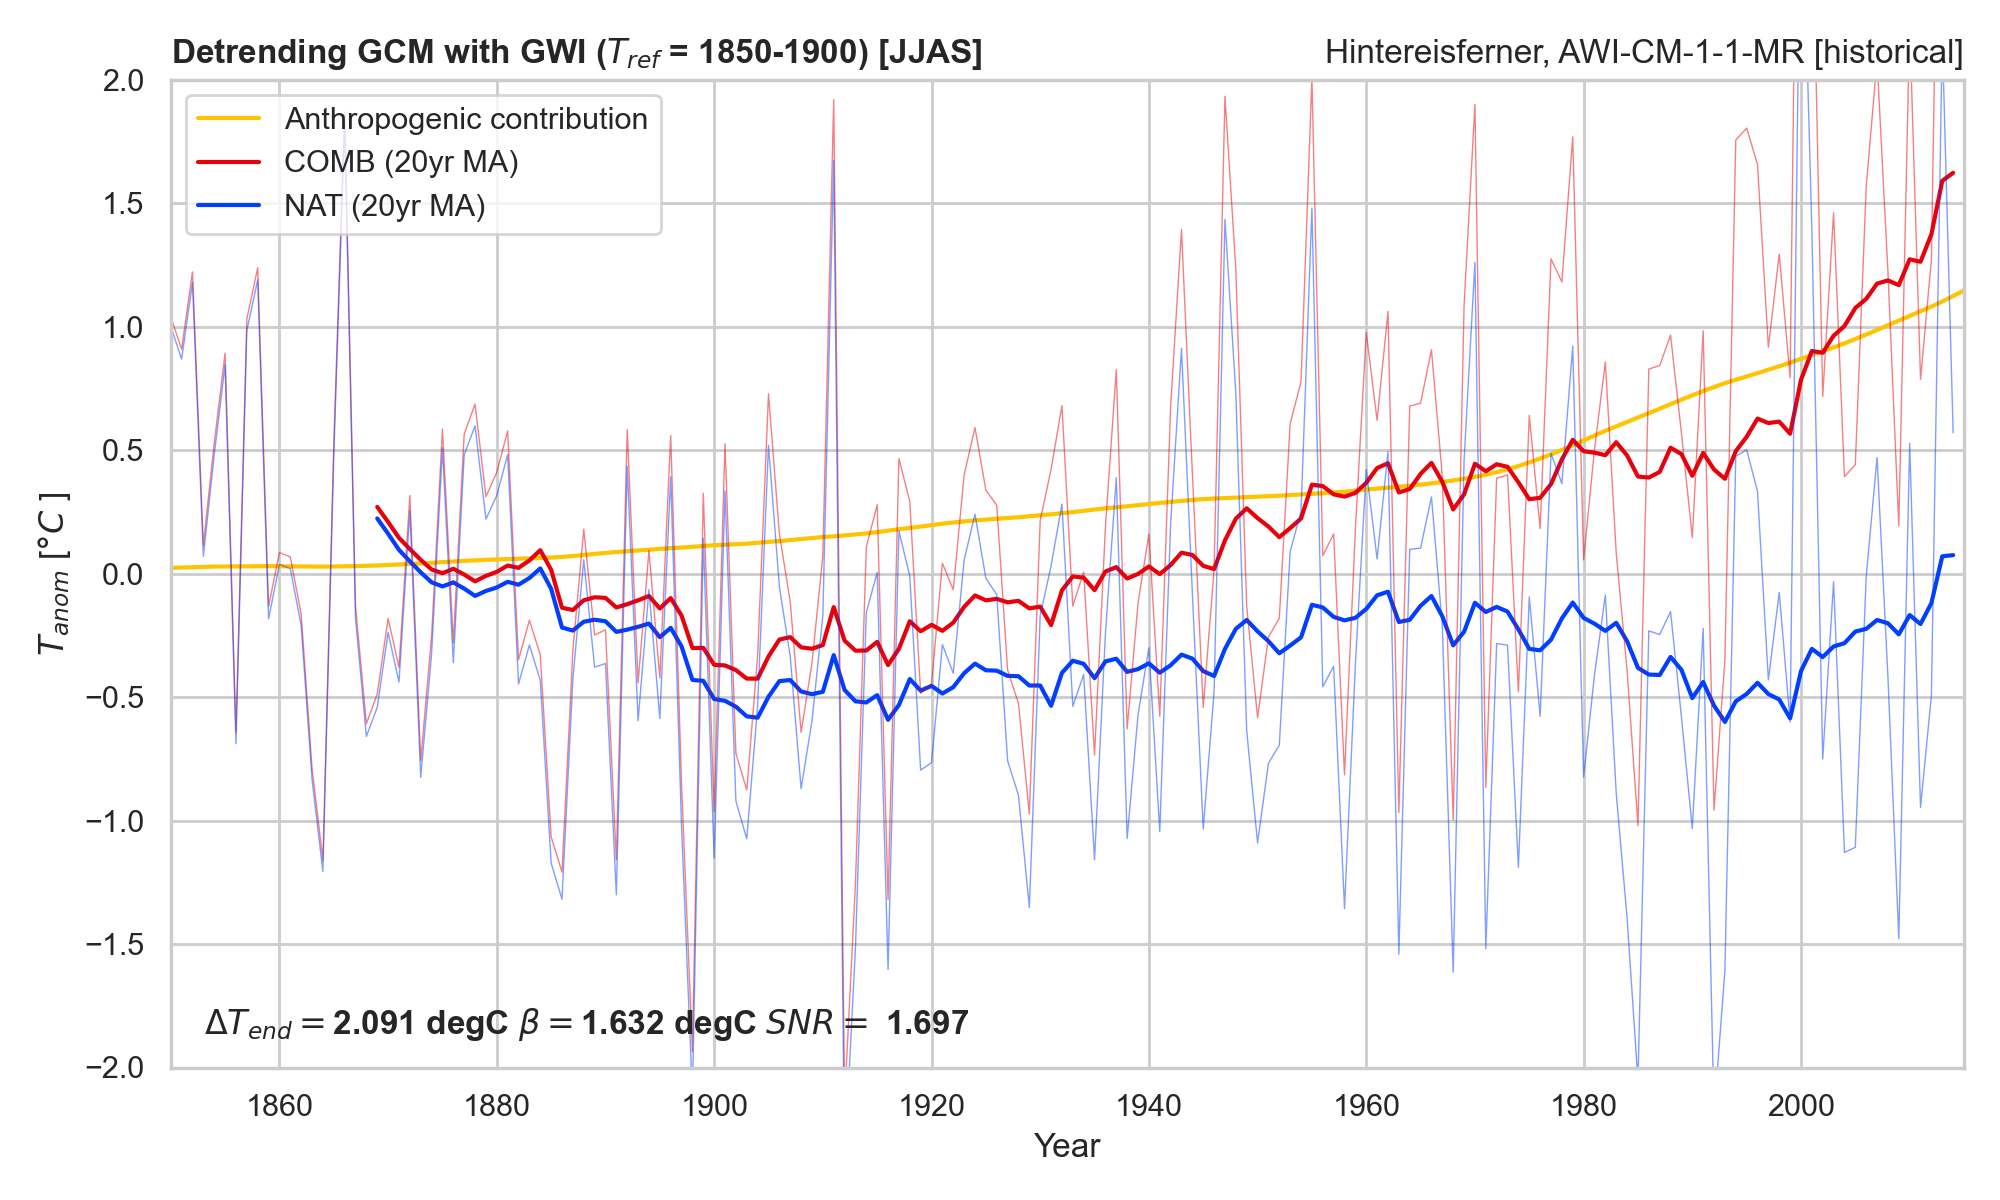 Detrending GCM with GWI (T_ref = 1850-1900) [JJAS]
Hintereisferner, AWI-CM-1-1-MR [historical]
Anthropogenic contribution
COMB (20yr MA)
NAT (20yr MA)
2.0
1.5
1.0
0.5
0.0
−0.5
−1.0
−1.5
−2.0
T_anom [°C ]
ΔT_end = 2.091 degC β = 1.632 degC SNR = 1.697
1860 1880 1900 1920 1940 1960 1980 2000
Year